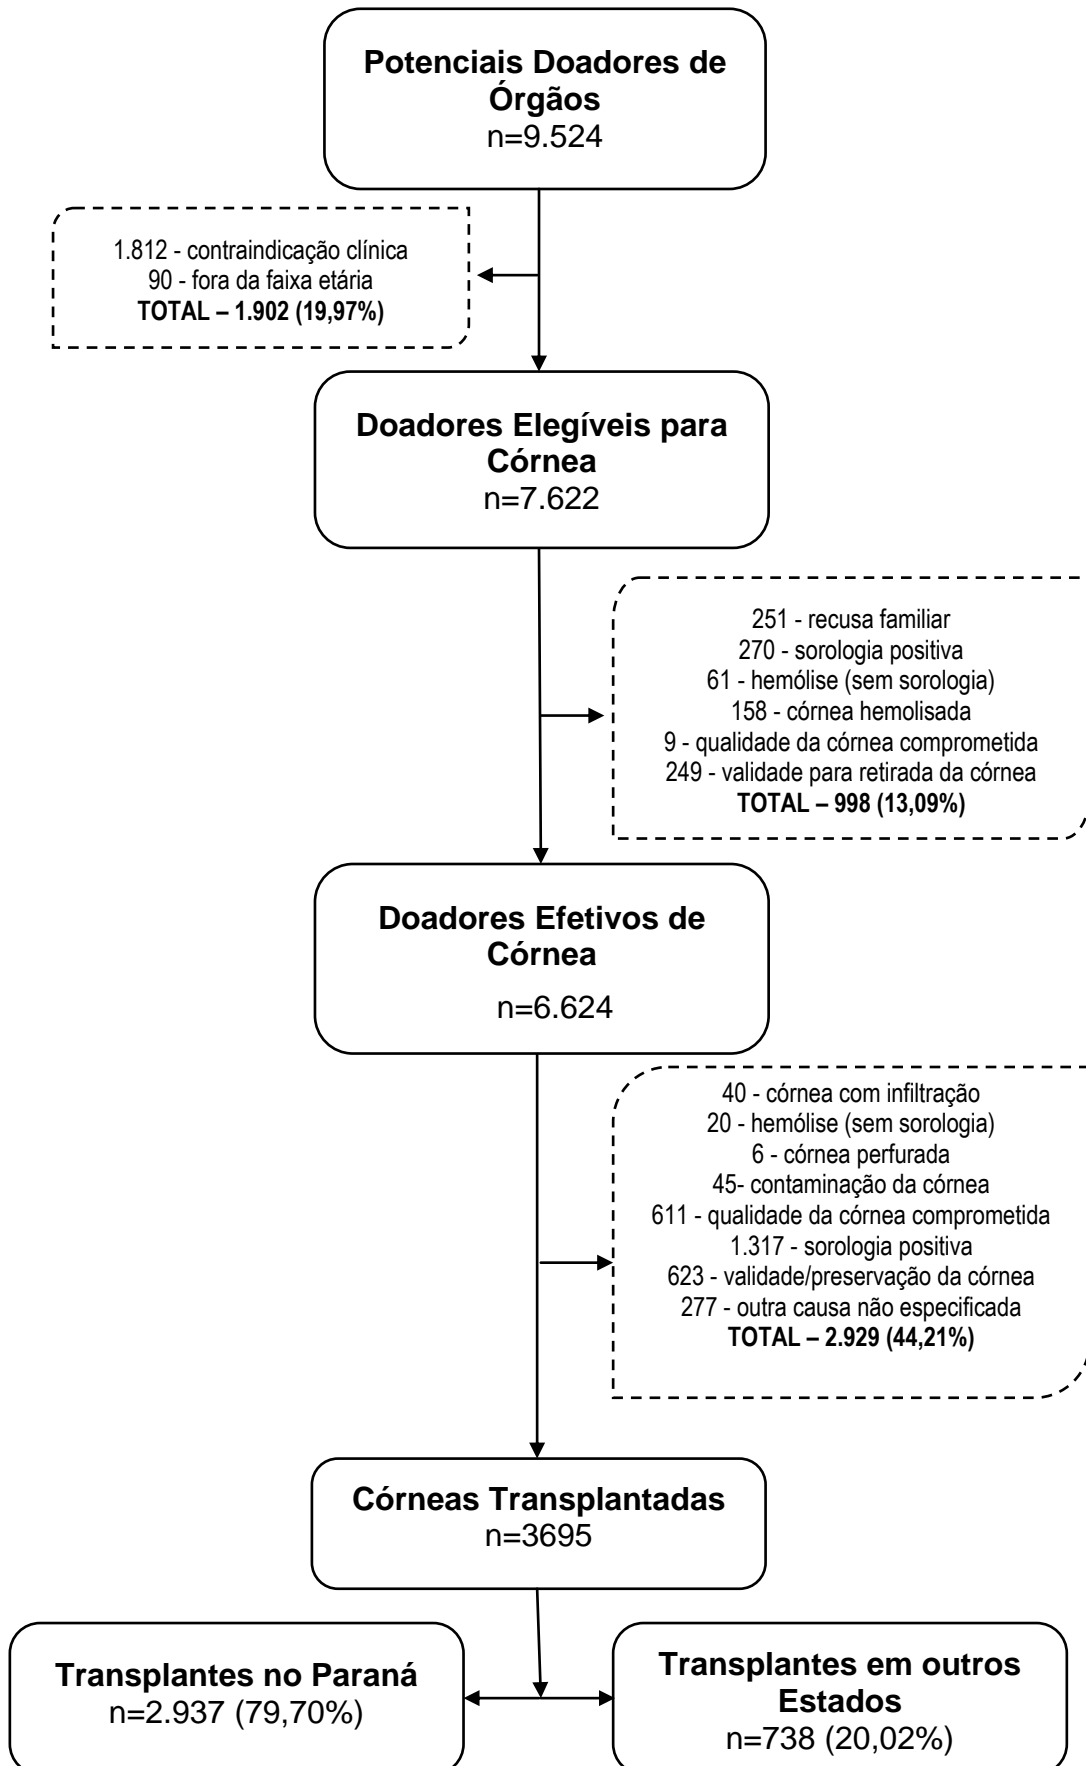 Potenciais Doadores de
Órgãos
n=9.524
1.812 - contraindicação clínica
90 - fora da faixa etária
TOTAL – 1.902 (19,97%)
Doadores Elegíveis para
Córnea
n=7.622
251 - recusa familiar
270 - sorologia positiva
61 - hemólise (sem sorologia)
158 - córnea hemolisada
9 - qualidade da córnea comprometida
249 - validade para retirada da córnea
TOTAL – 998 (13,09%)
Doadores Efetivos de
Córnea
n=6.624
40 - córnea com infiltração
20 - hemólise (sem sorologia)
6 - córnea perfurada
45- contaminação da córnea
611 - qualidade da córnea comprometida
1.317 - sorologia positiva
623 - validade/preservação da córnea
277 - outra causa não especificada
TOTAL – 2.929 (44,21%)
Córneas Transplantadas
n=3695
Transplantes no Paraná
n=2.937 (79,70%)
Transplantes em outros
Estados
n=738 (20,02%)